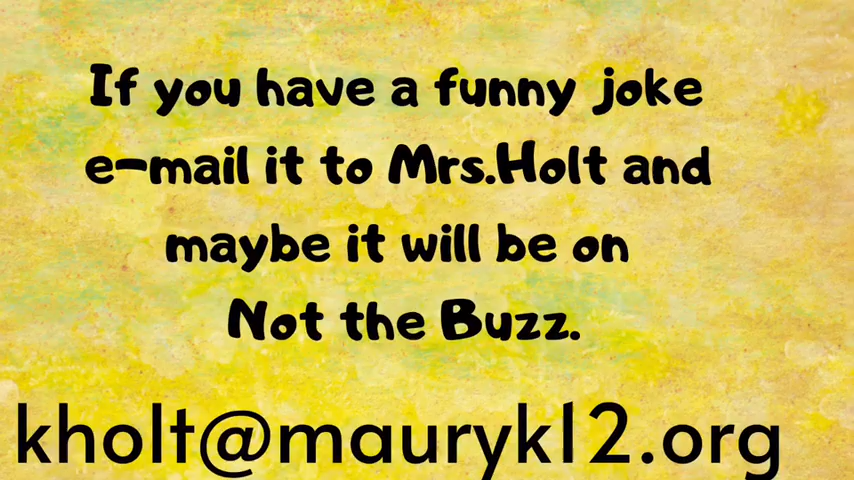 If you have a funny joke
e-mail it to Mrs.Holt and
maybe it will be on
Not the Buzz.
kholt@mauryk12.org